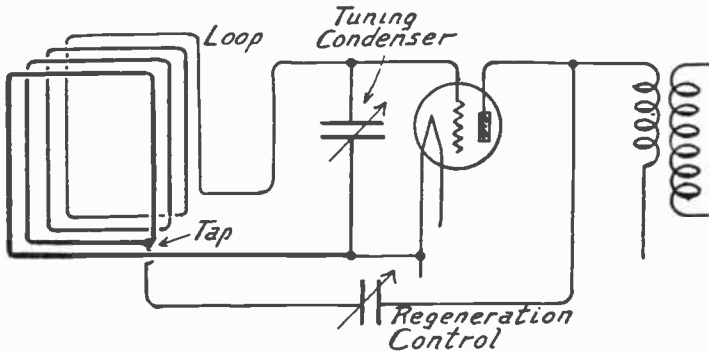 Tuning
Condenser
Loop
Tap
Regeneration
Control